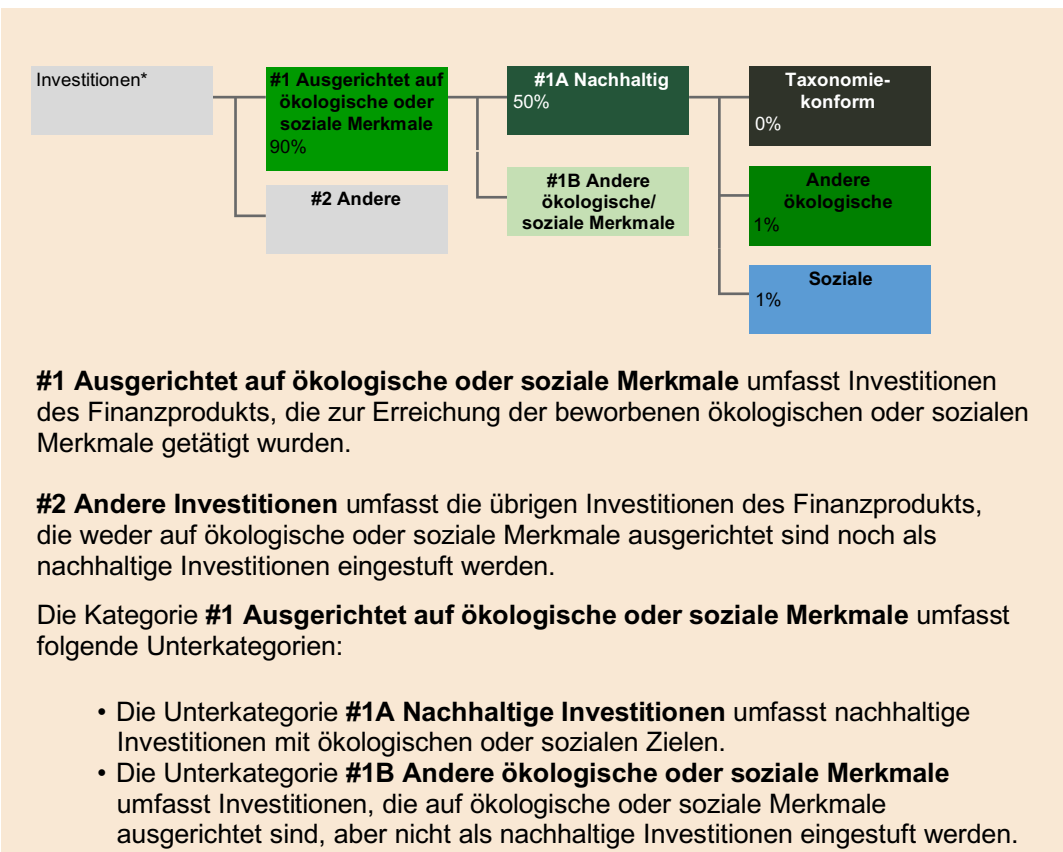 Investitionen*
#1 Ausgerichtet auf
ökologische oder
soziale Merkmale
90%
#2 Andere
#1A Nachhaltig
50%
#1B Andere
ökologische/
soziale Merkmale
Taxonomie-
konform
0%
Andere
ökologische
1%
Soziale
1%
#1 Ausgerichtet auf ökologische oder soziale Merkmale umfasst Investitionen
des Finanzprodukts, die zur Erreichung der beworbenen ökologischen oder sozialen
Merkmale getätigt wurden.
#2 Andere Investitionen umfasst die übrigen Investitionen des Finanzprodukts,
die weder auf ökologische oder soziale Merkmale ausgerichtet sind noch als
nachhaltige Investitionen eingestuft werden.
Die Kategorie #1 Ausgerichtet auf ökologische oder soziale Merkmale umfasst
folgende Unterkategorien:
• Die Unterkategorie #1A Nachhaltige Investitionen umfasst nachhaltige
Investitionen mit ökologischen oder sozialen Zielen.
• Die Unterkategorie #1B Andere ökologische oder soziale Merkmale
umfasst Investitionen, die auf ökologische oder soziale Merkmale
ausgerichtet sind, aber nicht als nachhaltige Investitionen eingestuft werden.